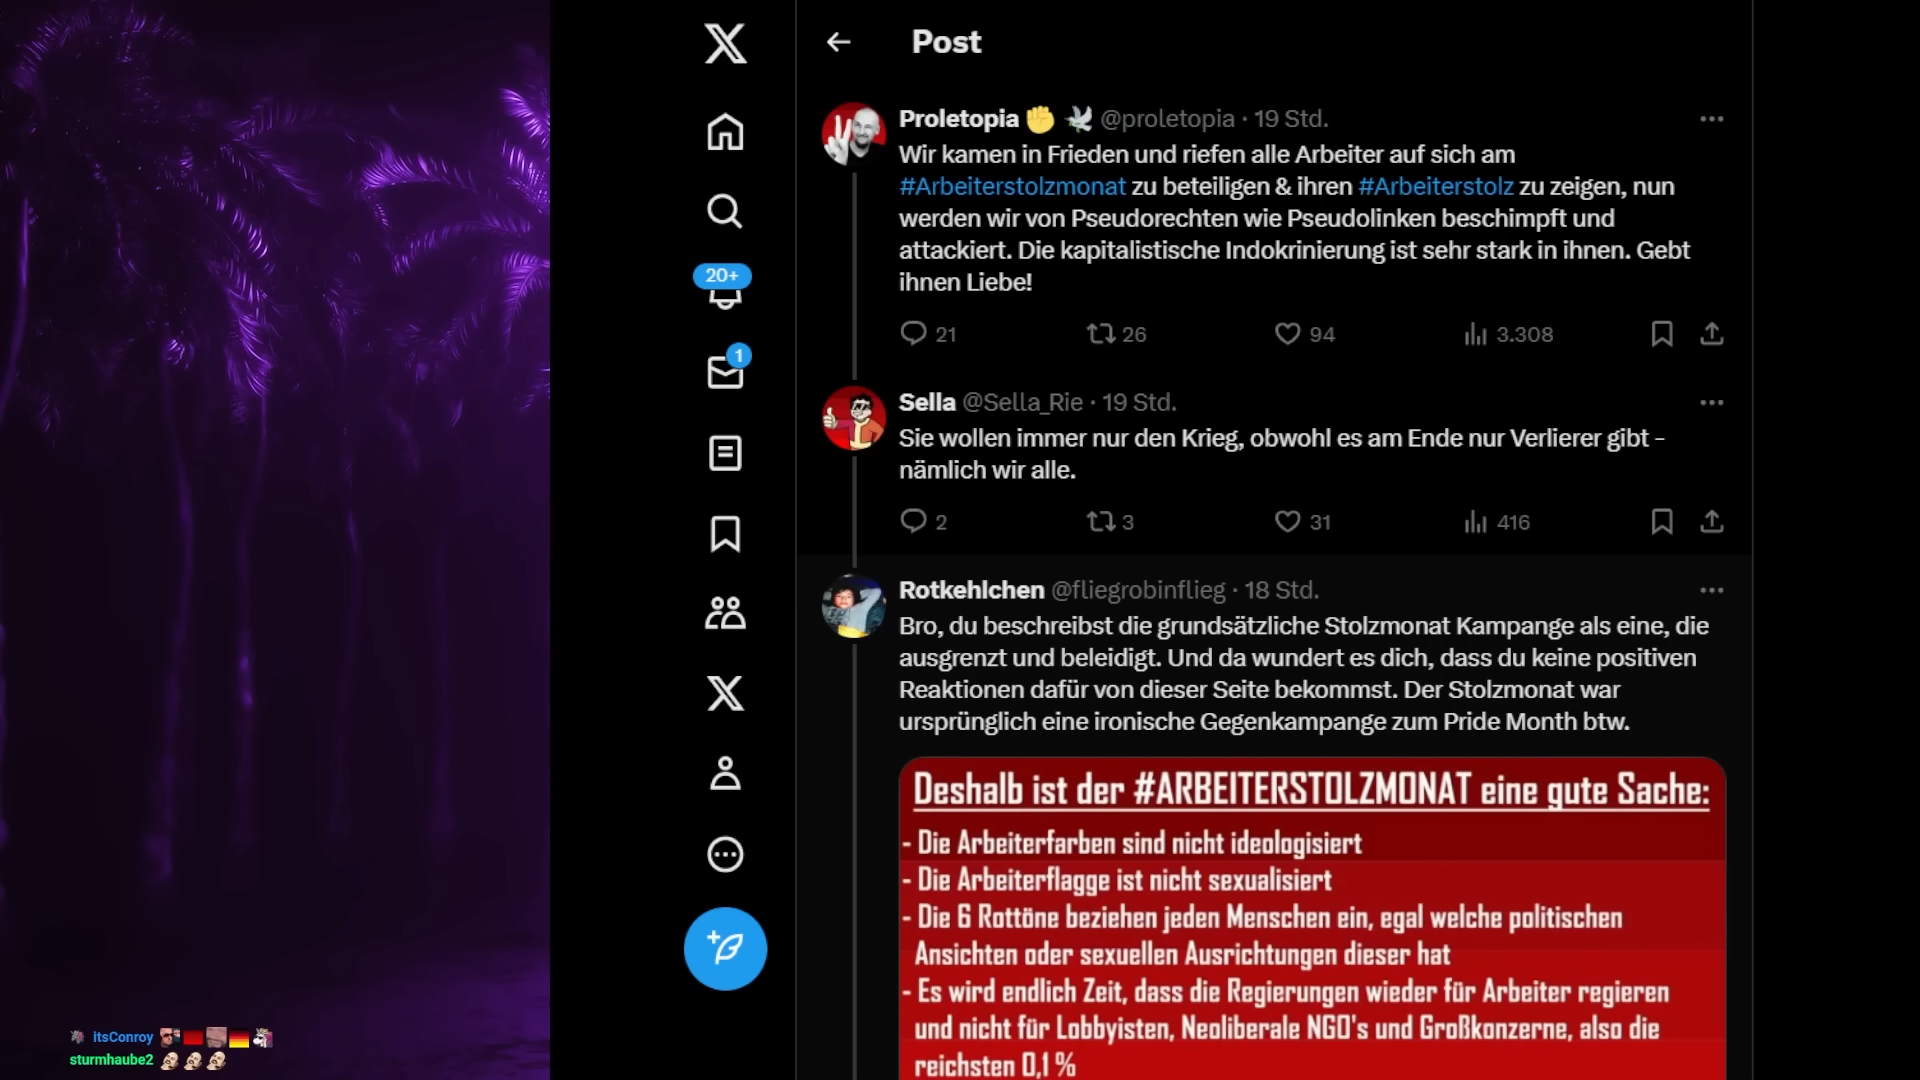 Post
Proletopia @proletopia · 19 Std.
Wir kamen in Frieden und riefen alle Arbeiter auf sich am
#Arbeiterstolzmonat zu beteiligen & ihren #Arbeiterstolz zu zeigen, nun
werden wir von Pseudorechten wie Pseudolinken beschimpft und
attackiert. Die kapitalistische Indokrinierung ist sehr stark in ihnen. Gebt
ihnen Liebe!
21 26 94 3.308
20+
1
Sella @Sella_Rie · 19 Std.
Sie wollen immer nur den Krieg, obwohl es am Ende nur Verlierer gibt –
nämlich wir alle.
2 3 31 416
Rotkehlchen @fliegrobinflieg · 18 Std.
Bro, du beschreibst die grundsätzliche Stolzmonat Kampange als eine, die
ausgrenzt und beleidigt. Und da wundert es dich, dass du keine positiven
Reaktionen dafür von dieser Seite bekommst. Der Stolzmonat war
ursprünglich eine ironische Gegenkampange zum Pride Month btw.
Deshalb ist der #ARBEITERSTOLZMONAT eine gute Sache:
- Die Arbeiterfarben sind nicht ideologisiert
- Die Arbeiterflagge ist nicht sexualisiert
- Die 6 Rottöne beziehen jeden Menschen ein, egal welche politischen
Ansichten oder sexuellen Ausrichtungen dieser hat
- Es wird endlich Zeit, dass die Regierungen wieder für Arbeiter regieren
und nicht für Lobbyisten, Neoliberale NGO's und Großkonzerne, also die
reichsten 0,1 %
itsConroy
sturmhaube2